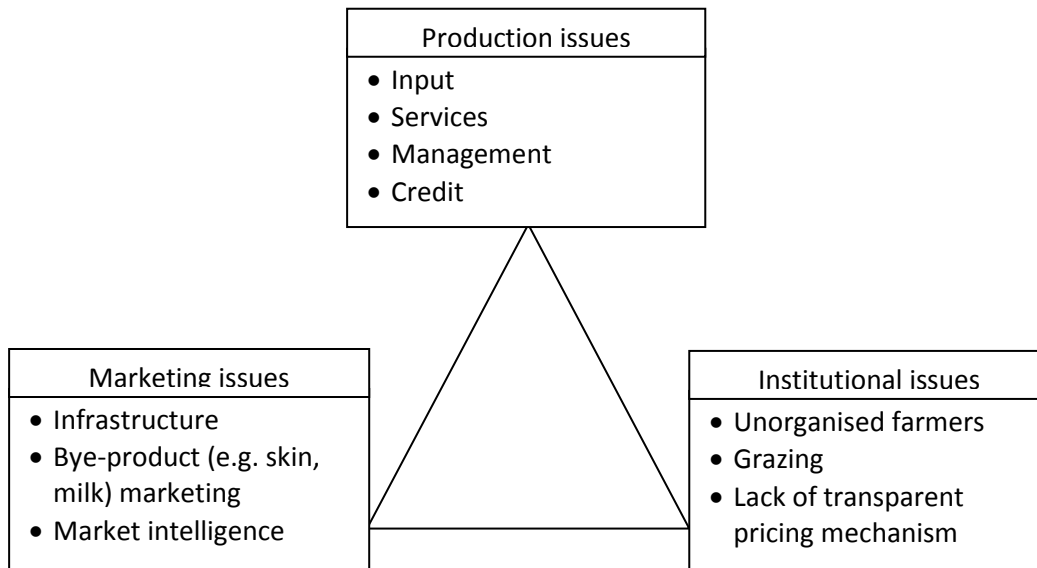 Production issues
• Input
• Services
• Management
• Credit
Marketing issues
• Infrastructure
• Bye-product (e.g. skin,
milk) marketing
• Market intelligence
Institutional issues
• Unorganised farmers
• Grazing
• Lack of transparent
pricing mechanism